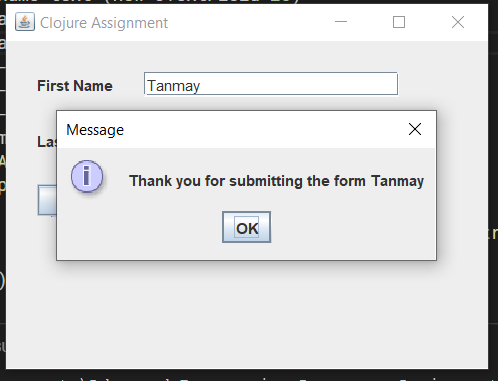 Clojure Assignment
First Name
Tanmay
Message
Thank you for submitting the form Tanmay
OK